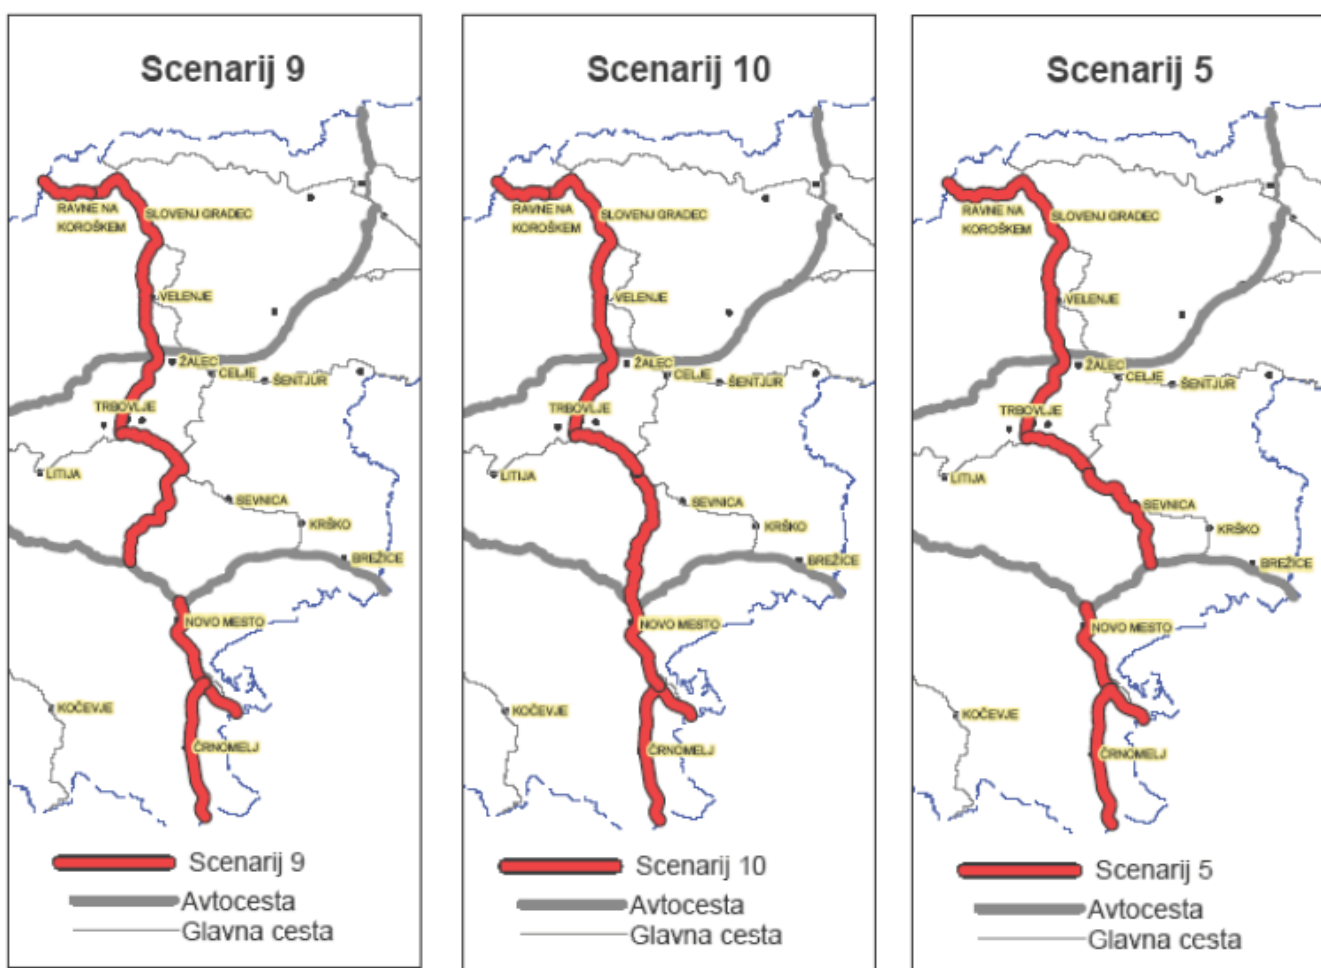 Scenarij 9
RAVNE NA
KOROŠKEM
SLOVENJ GRADEC
VELENJE
ŽALEC
CELJE
ŠENTJUR
TRBOVLJE
LITIJA
SEVNICA
KRŠKO
BREŽICE
NOVO MESTO
KOČEVJE
ČRNOMELJ
Scenarij 9
Avtocesta
Glavna cesta
Scenarij 10
RAVNE NA
KOROŠKEM
SLOVENJ GRADEC
VELENJE
ŽALEC
CELJE
ŠENTJUR
TRBOVLJE
LITIJA
SEVNICA
KRŠKO
BREŽICE
NOVO MESTO
KOČEVJE
ČRNOMELJ
Scenarij 10
Avtocesta
Glavna cesta
Scenarij 5
RAVNE NA
KOROŠKEM
SLOVENJ GRADEC
VELENJE
ŽALEC
CELJE
ŠENTJUR
TRBOVLJE
LITIJA
SEVNICA
KRŠKO
BREŽICE
NOVO MESTO
KOČEVJE
ČRNOMELJ
Scenarij 5
Avtocesta
Glavna cesta